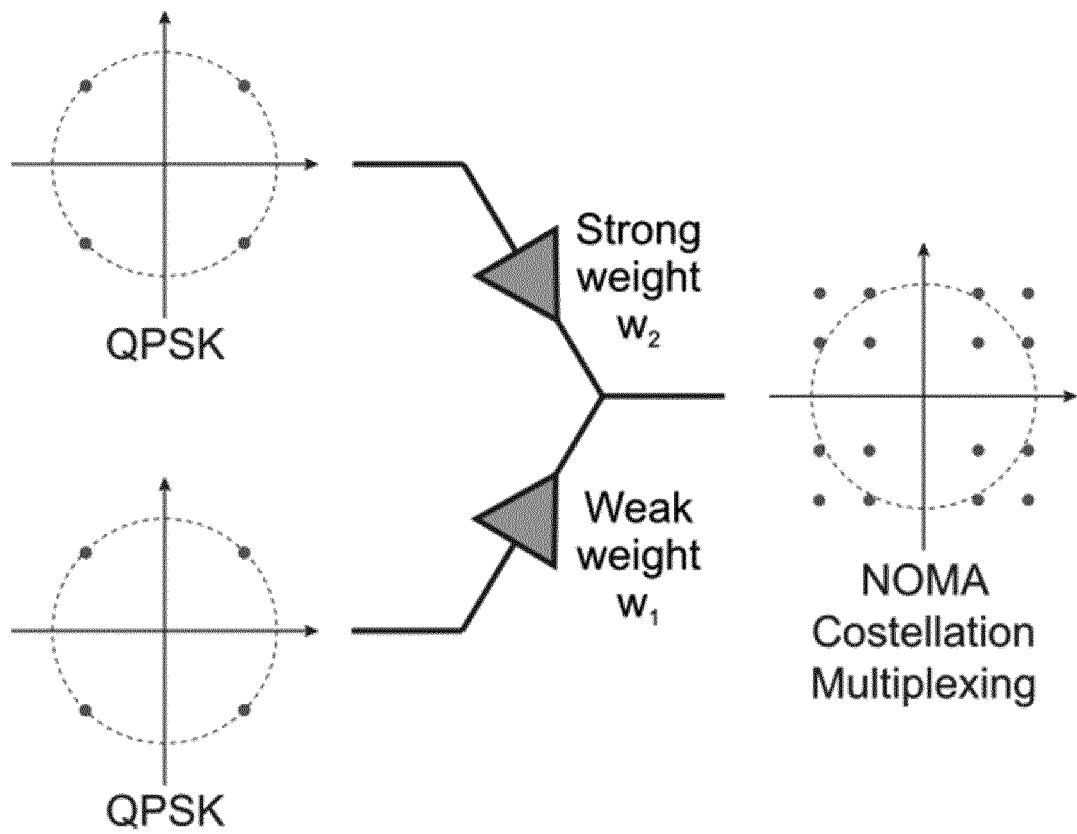 QPSK
Strong
weight
w₂
QPSK
Weak
weight
w₁
NOMA
Costellation
Multiplexing